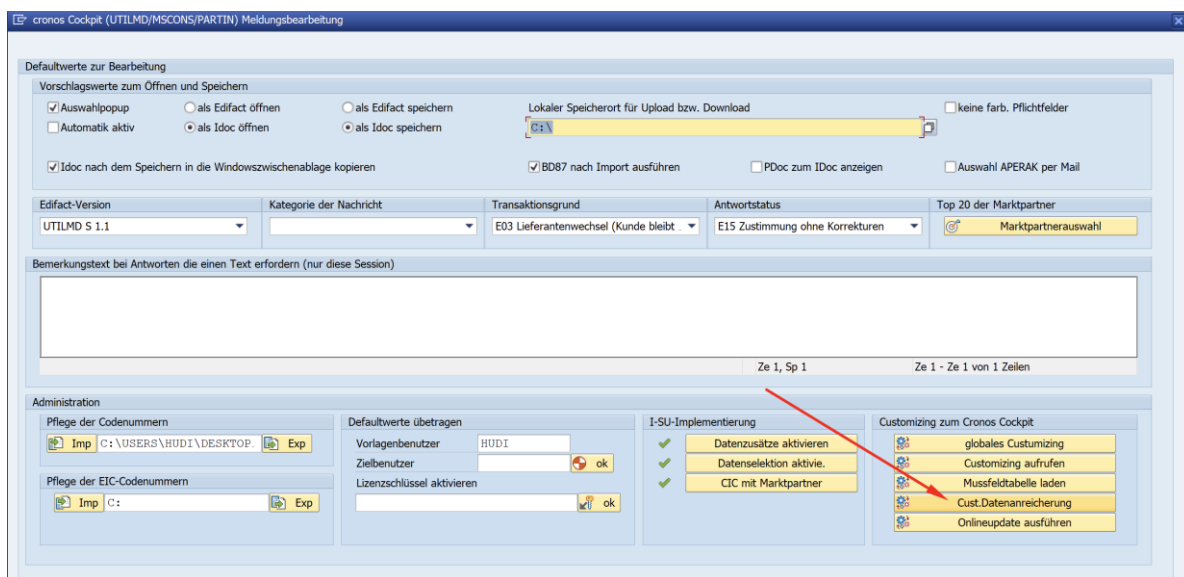 cronos Cockpit (UTILMD/MSCONS/PARTIN) Meldungsbearbeitung
Defaultwerte zur Bearbeitung
Vorschlagswerte zum Öffnen und Speichern
Auswahlpopup als Edifact öffnen als Edifact speichern Lokaler Speicherort für Upload bzw. Download keine farb. Pflichtfelder
Automatik aktiv als Idoc öffnen als Idoc speichern C:\
Idoc nach dem Speichern in die Windowszwischenablage kopieren BD87 nach Import ausführen PDoc zum IDoc anzeigen Auswahl APERAK per Mail
Edifact-Version Kategorie der Nachricht Transaktionsgrund Antwortstatus Top 20 der Marktpartner
UTILMD S 1.1 E03 Lieferantenwechsel (Kunde bleibt .. E15 Zustimmung ohne Korrekturen Marktpartnerauswahl
Bemerkungstext bei Antworten die einen Text erfordern (nur diese Session)
Ze 1, Sp 1 Ze 1 - Ze 1 von 1 Zeilen
Administration
Pflege der Codenummern
Imp C:\USERS\HUDI\DESKTOP. Exp
Pflege der EIC-Codenummern
Imp C: Exp
Defaultwerte übetragen
Vorlagenbenutzer HUDI
Zielbenutzer ok
Lizenzschlüssel aktivieren
ok
I-SU-Implementierung
Datenzusätze aktivieren
Datenselektion aktivie.
CIC mit Marktpartner
Customizing zum Cronos Cockpit
globales Custumizing
Customizing aufrufen
Mussfeldtabelle laden
Cust.Datenanreicherung
Onlineupdate ausführen